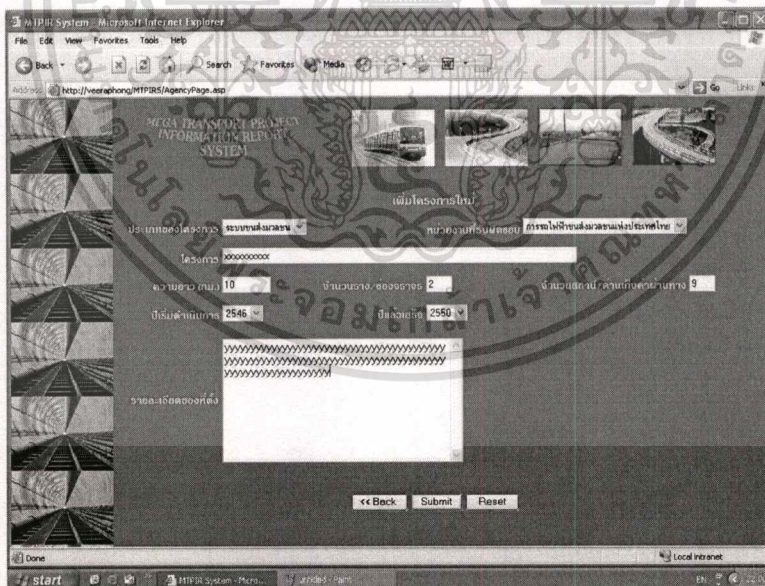 MTPIR System - Microsoft Internet Explorer
File Edit View Favorites Tools Help
Back Search Favorites Media
Address http://veeraphong/MTPIRS/AgencyPage.asp Go Links
MEGA TRANSPORT PROJECT
INFORMATION REPORT
SYSTEM
เพิ่มโครงการใหม่
ประเภทของโครงการ ระบบขนส่งมวลชน หน่วยงานที่รับผิดชอบ การรถไฟฟ้าขนส่งมวลชนแห่งประเทศไทย
โครงการ xxxxxxxxxx
ความยาว (กม.) 10 จำนวนราง/ช่องจราจร 2 จำนวนสถานี/ด่านเก็บค่าผ่านทาง 9
ปีเริ่มดำเนินการ 2546 ปีแล้วเสร็จ 2550
รายละเอียดของที่ตั้ง
<< Back Submit Reset
Done Local intranet
start MTPIR System - Micro... untitled - Paint EN